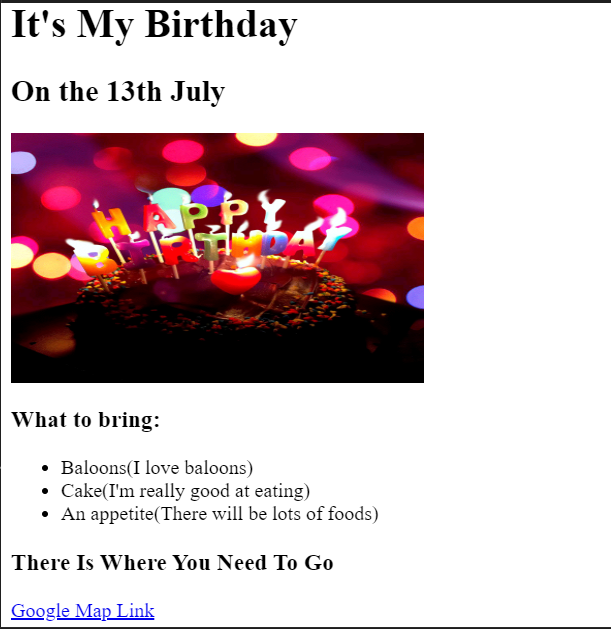 It's My Birthday
On the 13th July
HAPPY
BIRTHDAY
What to bring:
Baloons(I love baloons)
Cake(I'm really good at eating)
An appetite(There will be lots of foods)
There Is Where You Need To Go
Google Map Link